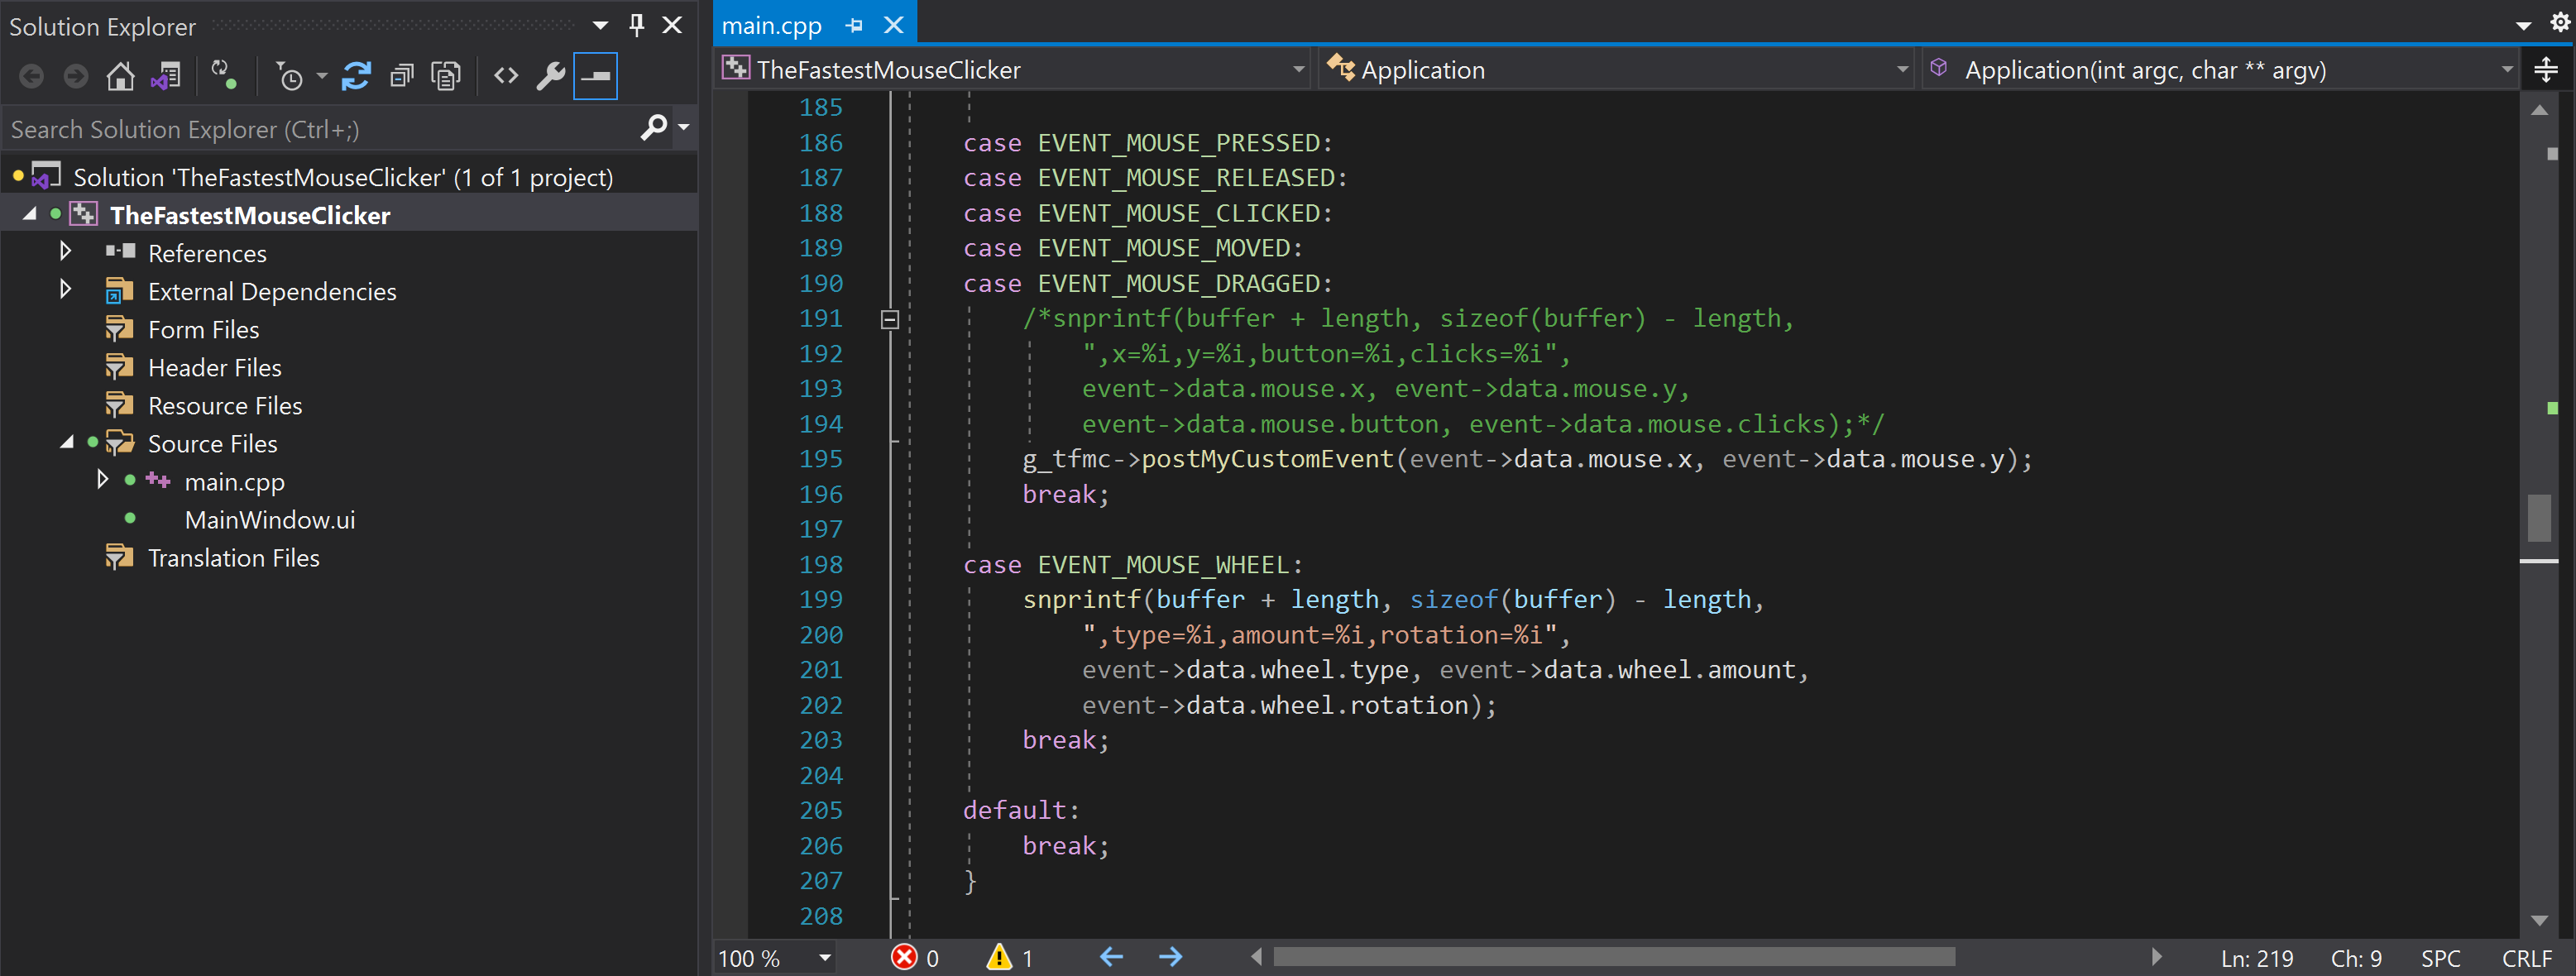 Solution Explorer
Search Solution Explorer (Ctrl+;)
Solution 'TheFastestMouseClicker' (1 of 1 project)
TheFastestMouseClicker
References
External Dependencies
Form Files
Header Files
Resource Files
Source Files
main.cpp
MainWindow.ui
Translation Files
main.cpp
TheFastestMouseClicker
Application
Application(int argc, char ** argv)
185
186 case EVENT_MOUSE_PRESSED:
187 case EVENT_MOUSE_RELEASED:
188 case EVENT_MOUSE_CLICKED:
189 case EVENT_MOUSE_MOVED:
190 case EVENT_MOUSE_DRAGGED:
191 /*snprintf(buffer + length, sizeof(buffer) - length,
192 ",x=%i,y=%i,button=%i,clicks=%i",
193 event->data.mouse.x, event->data.mouse.y,
194 event->data.mouse.button, event->data.mouse.clicks);*/
195 g_tfmc->postMyCustomEvent(event->data.mouse.x, event->data.mouse.y);
196 break;
197
198 case EVENT_MOUSE_WHEEL:
199 snprintf(buffer + length, sizeof(buffer) - length,
200 ",type=%i,amount=%i,rotation=%i",
201 event->data.wheel.type, event->data.wheel.amount,
202 event->data.wheel.rotation);
203 break;
204
205 default:
206 break;
207 }
208
100 % 0 1 Ln: 219 Ch: 9 SPC CRLF